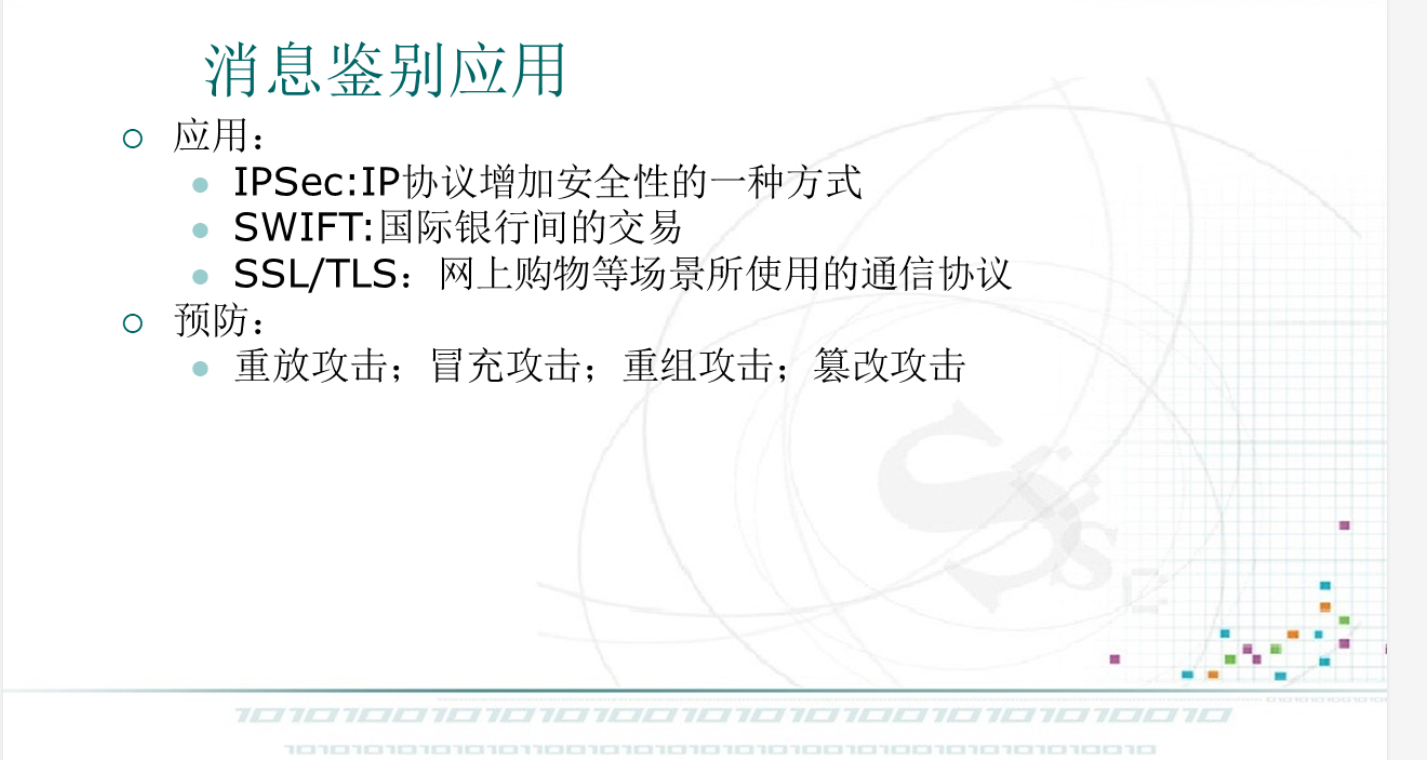 消息鉴别应用
应用：
IPSec:IP协议增加安全性的一种方式
SWIFT:国际银行间的交易
SSL/TLS：网上购物等场景所使用的通信协议
预防：
重放攻击；冒充攻击；重组攻击；篡改攻击